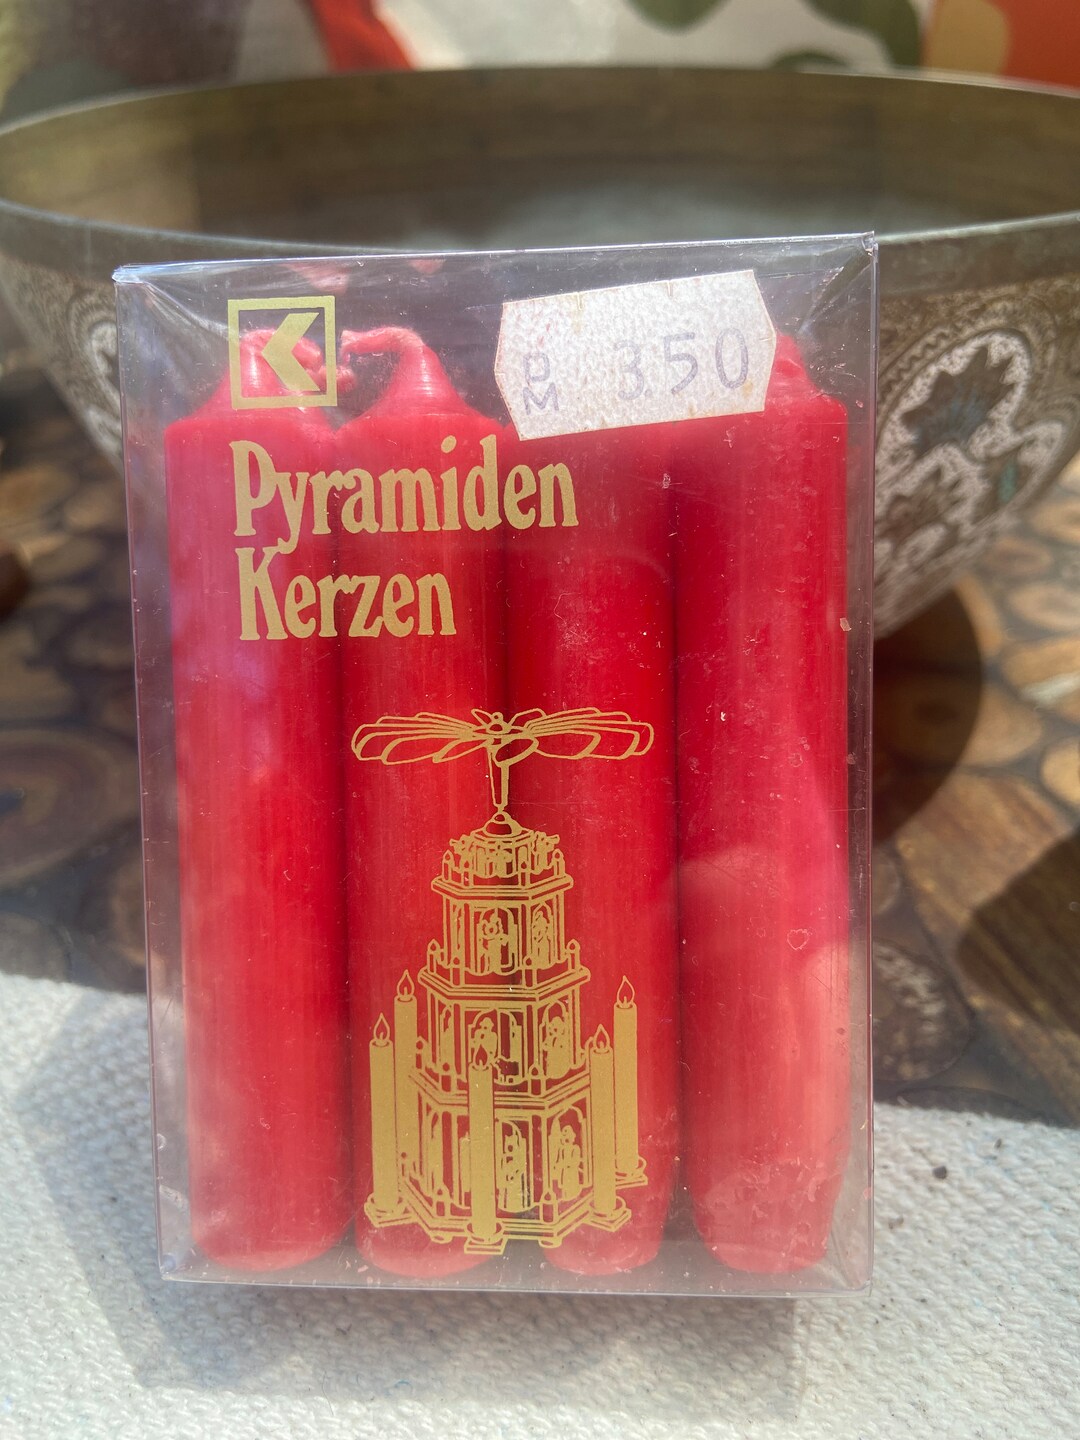 K
DM 350
Pyramiden
Kerzen